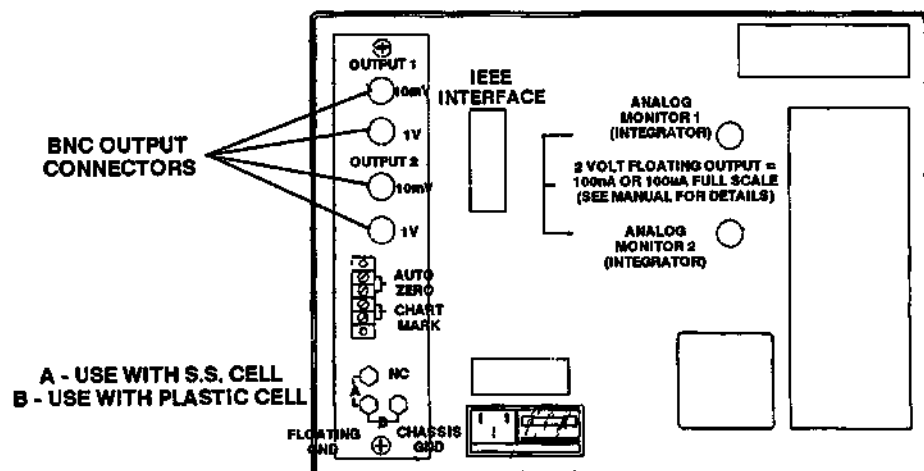 OUTPUT 1
10mV
1V
OUTPUT 2
10mV
1V
BNC OUTPUT
CONNECTORS
IEEE
INTERFACE
ANALOG
MONITOR 1
(INTEGRATOR)
2 VOLT FLOATING OUTPUT =
100nA OR 100uA FULL SCALE
(SEE MANUAL FOR DETAILS)
ANALOG
MONITOR 2
(INTEGRATOR)
AUTO
ZERO
CHART
MARK
A - USE WITH S.S. CELL
B - USE WITH PLASTIC CELL
NC
A
B
FLOATING
GND
CHASSIS
GND